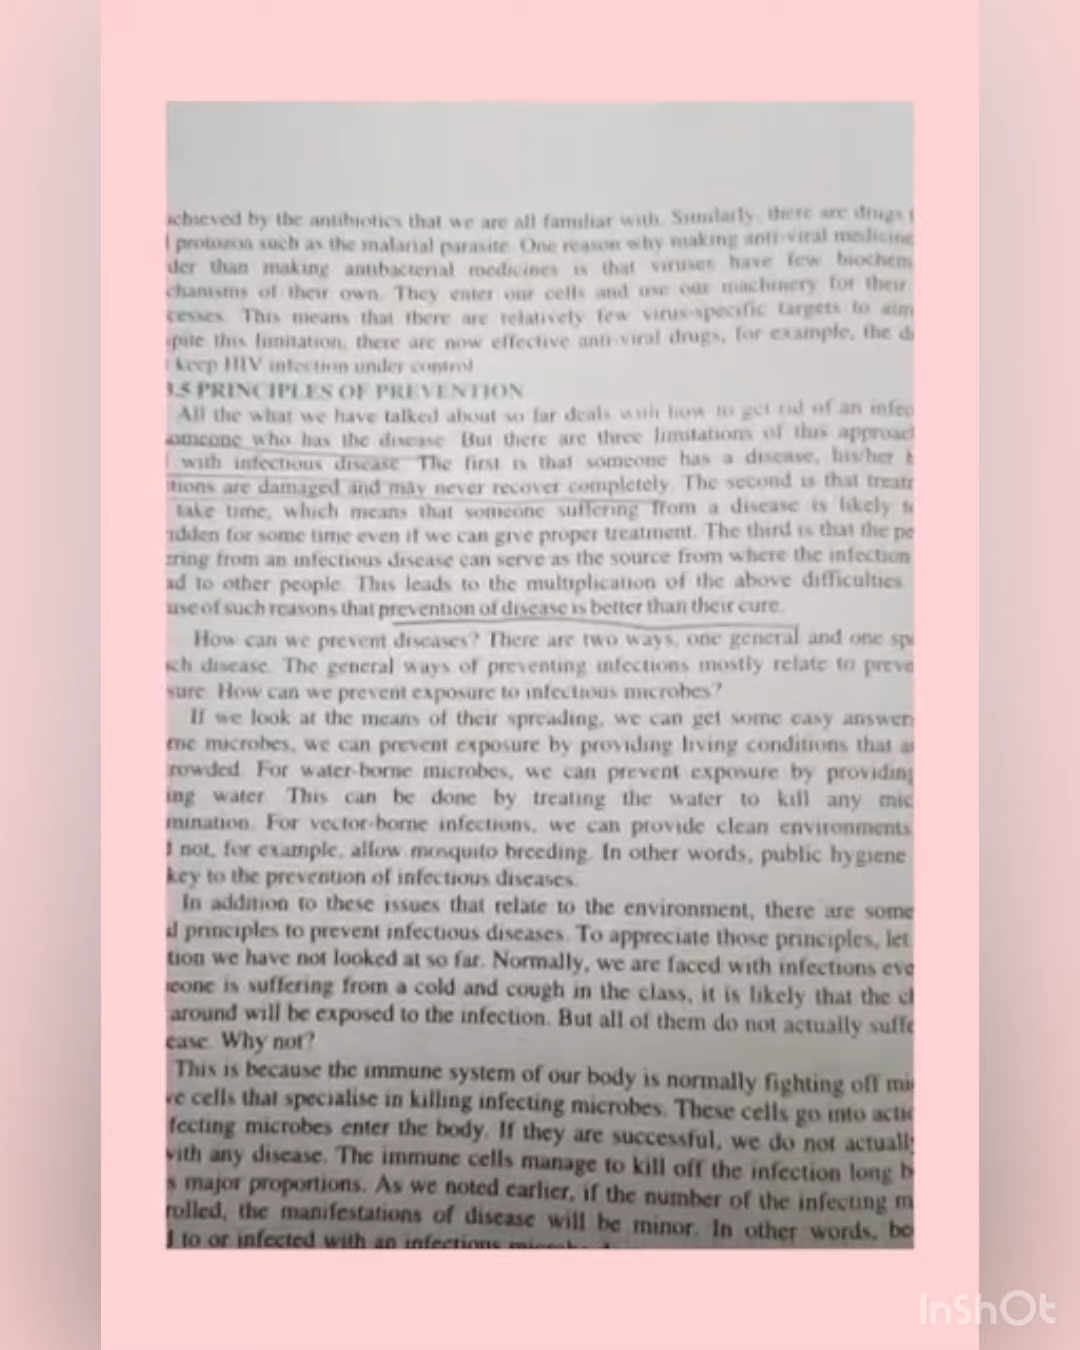 achieved by the antibiotics that we are all familiar with. Similarly, there are drugs
protozoa such as the malarial parasite. One reason why making anti-viral medicine
der than making antibacterial medicines is that viruses have few biochem
chanisms of their own. They enter our cells and use our machinery for their
cesses. This means that there are relatively few virus-specific targets to aim
spite this limitation, there are now effective anti-viral drugs, for example, the d
keep HIV infection under control
3.5 PRINCIPLES OF PREVENTION
All the what we have talked about so far deals with how to get rid of an infec
omeone who has the disease. But there are three limitations of this approach
with infectious disease. The first is that someone has a disease, his/her
tions are damaged and may never recover completely. The second is that treatr
take time, which means that someone suffering from a disease is likely
idden for some time even if we can give proper treatment. The third is that the pe
ering from an infectious disease can serve as the source from where the infection
ad to other people. This leads to the multiplication of the above difficulties.
use of such reasons that prevention of disease is better than their cure.
How can we prevent diseases? There are two ways, one general and one spe
ch disease. The general ways of preventing infections mostly relate to preve
sure. How can we prevent exposure to infectious microbes?
If we look at the means of their spreading, we can get some easy answer
rne microbes, we can prevent exposure by providing living conditions that a
rowded. For water-borne microbes, we can prevent exposure by providing
ing water. This can be done by treating the water to kill any mic
mination. For vector-borne infections, we can provide clean environments.
d not, for example, allow mosquito breeding. In other words, public hygiene
key to the prevention of infectious diseases.
In addition to these issues that relate to the environment, there are some
al principles to prevent infectious diseases. To appreciate those principles, let
tion we have not looked at so far. Normally, we are faced with infections eve
eone is suffering from a cold and cough in the class, it is likely that the ch
around will be exposed to the infection. But all of them do not actually suffe
ease. Why not?
This is because the immune system of our body is normally fighting off mi
ve cells that specialise in killing infecting microbes. These cells go into actio
fecting microbes enter the body. If they are successful, we do not actually
with any disease. The immune cells manage to kill off the infection long b
s major proportions. As we noted earlier, if the number of the infecting m
rolled, the manifestations of disease will be minor. In other words, be
d to or infected with an infectious
InShOt